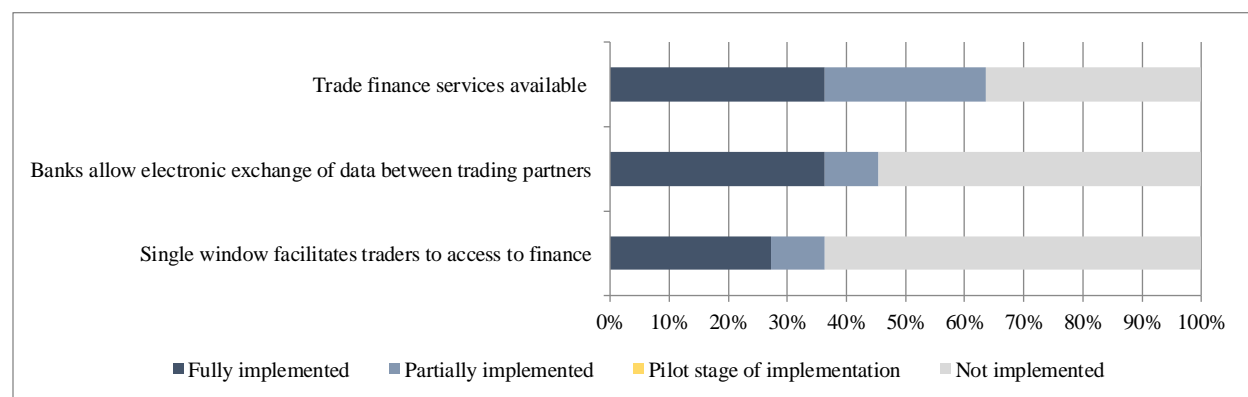 Trade finance services available
Banks allow electronic exchange of data between trading partners
Single window facilitates traders to access to finance
0% 10% 20% 30% 40% 50% 60% 70% 80% 90% 100%
Fully implemented Partially implemented Pilot stage of implementation Not implemented